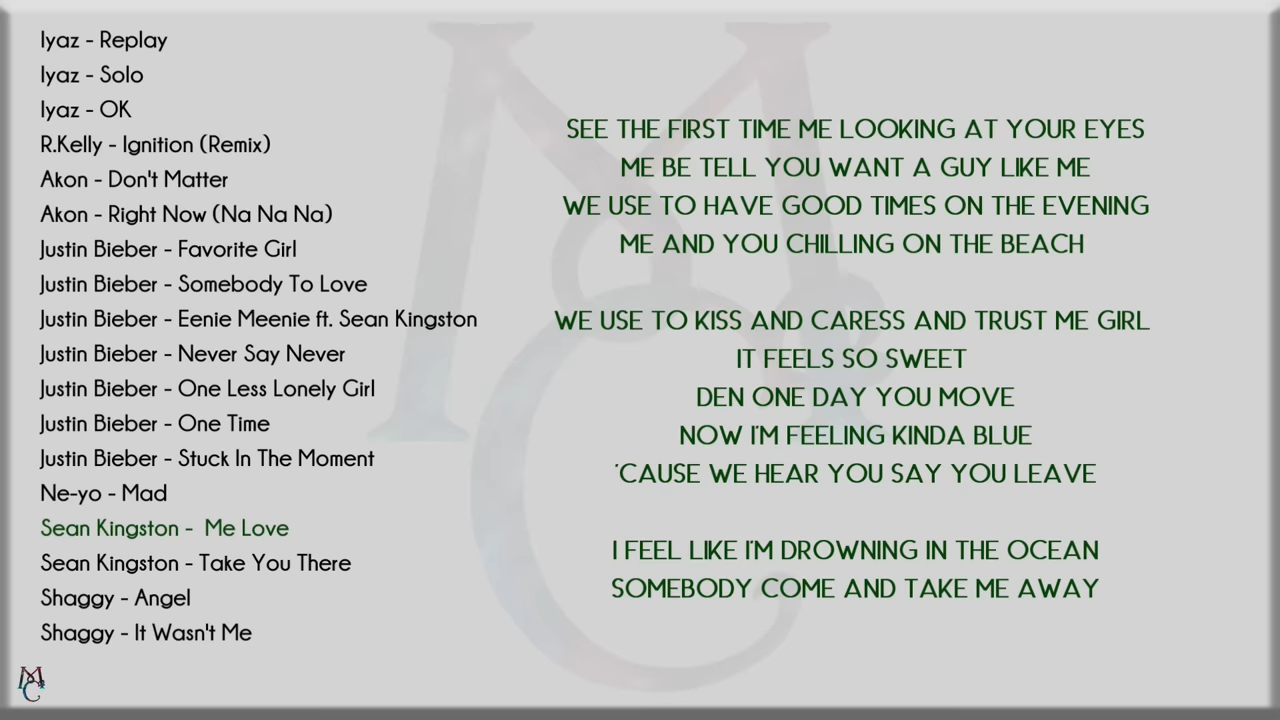 Iyaz - Replay
Iyaz - Solo
Iyaz - OK
R.Kelly - Ignition (Remix)
Akon - Don't Matter
Akon - Right Now (Na Na Na)
Justin Bieber - Favorite Girl
Justin Bieber - Somebody To Love
Justin Bieber - Eenie Meenie ft. Sean Kingston
Justin Bieber - Never Say Never
Justin Bieber - One Less Lonely Girl
Justin Bieber - One Time
Justin Bieber - Stuck In The Moment
Ne-yo - Mad
Sean Kingston -  Me Love
Sean Kingston - Take You There
Shaggy - Angel
Shaggy - It Wasn't Me
SEE THE FIRST TIME ME LOOKING AT YOUR EYES
ME BE TELL YOU WANT A GUY LIKE ME
WE USE TO HAVE GOOD TIMES ON THE EVENING
ME AND YOU CHILLING ON THE BEACH
WE USE TO KISS AND CARESS AND TRUST ME GIRL
IT FEELS SO SWEET
DEN ONE DAY YOU MOVE
NOW I'M FEELING KINDA BLUE
'CAUSE WE HEAR YOU SAY YOU LEAVE
I FEEL LIKE I'M DROWNING IN THE OCEAN
SOMEBODY COME AND TAKE ME AWAY
MC